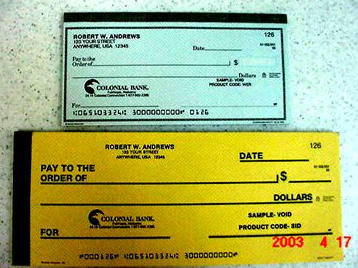 ROBERT W. ANDREWS 126
123 YOUR STREET
ANYWHERE, USA 12345
Date
Pay to the
Order of $
Dollars
COLONIAL BANK.
SAMPLE - VOID
PRODUCT CODE: WER
For
ROBERT W. ANDREWS 126
123 YOUR STREET
ANYWHERE, USA 12345
DATE
PAY TO THE
ORDER OF $
DOLLARS
COLONIAL BANK.
SAMPLE - VOID
PRODUCT CODE - SID
FOR
2003 4 17